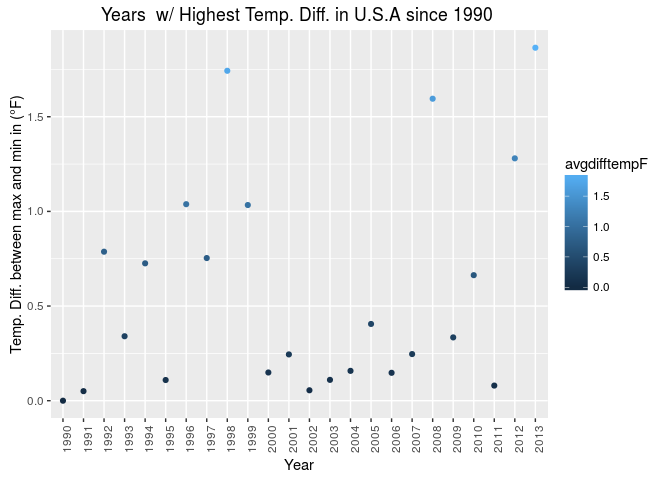 Years  w/ Highest Temp. Diff. in U.S.A since 1990
Temp. Diff. between max and min in (°F)
1.5
1.0
0.5
0.0
1990 1991 1992 1993 1994 1995 1996 1997 1998 1999 2000 2001 2002 2003 2004 2005 2006 2007 2008 2009 2010 2011 2012 2013
Year
avgdifftempF
1.5
1.0
0.5
0.0